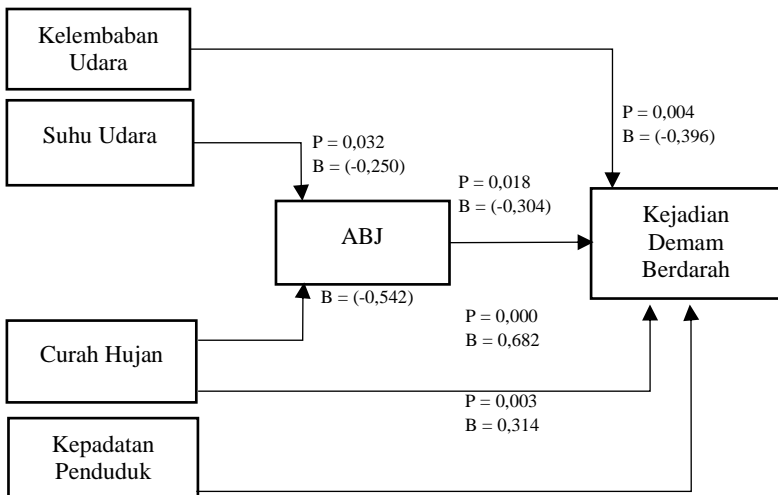 Kelembaban
Udara
Suhu Udara
P = 0,032
B = (-0,250)
P = 0,004
B = (-0,396)
P = 0,018
B = (-0,304)
ABJ
Kejadian
Demam
Berdarah
B = (-0,542)
P = 0,000
B = 0,682
Curah Hujan
P = 0,003
B = 0,314
Kepadatan
Penduduk